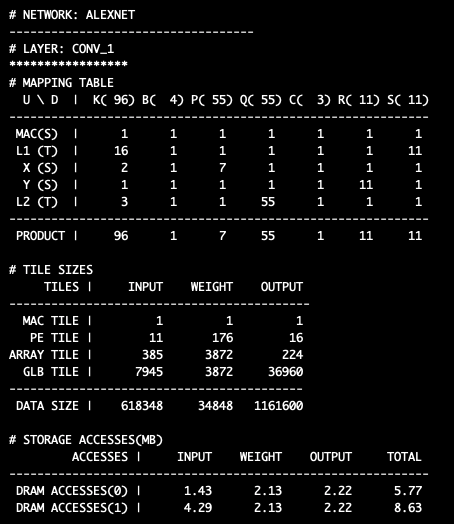 # NETWORK: ALEXNET
---------------------------------
# LAYER: CONV_1
*****************
# MAPPING TABLE
U \ D | K( 96) B( 4) P( 55) Q( 55) C( 3) R( 11) S( 11)
---------------------------------------------------------
MAC(S) | 1 1 1 1 1 1 1
L1 (T) | 16 1 1 1 1 1 11
X (S) | 2 1 7 1 1 1 1
Y (S) | 1 1 1 1 1 11 1
L2 (T) | 3 1 1 55 1 1 1
---------------------------------------------------------
PRODUCT | 96 1 7 55 1 11 11
# TILE SIZES
TILES | INPUT WEIGHT OUTPUT
-----------------------------------------
MAC TILE | 1 1 1
PE TILE | 11 176 16
ARRAY TILE | 385 3872 224
GLB TILE | 7945 3872 36960
-----------------------------------------
DATA SIZE | 618348 34848 1161600
# STORAGE ACCESSES(MB)
ACCESSES | INPUT WEIGHT OUTPUT TOTAL
---------------------------------------------------------
DRAM ACCESSES(0) | 1.43 2.13 2.22 5.77
DRAM ACCESSES(1) | 4.29 2.13 2.22 8.63